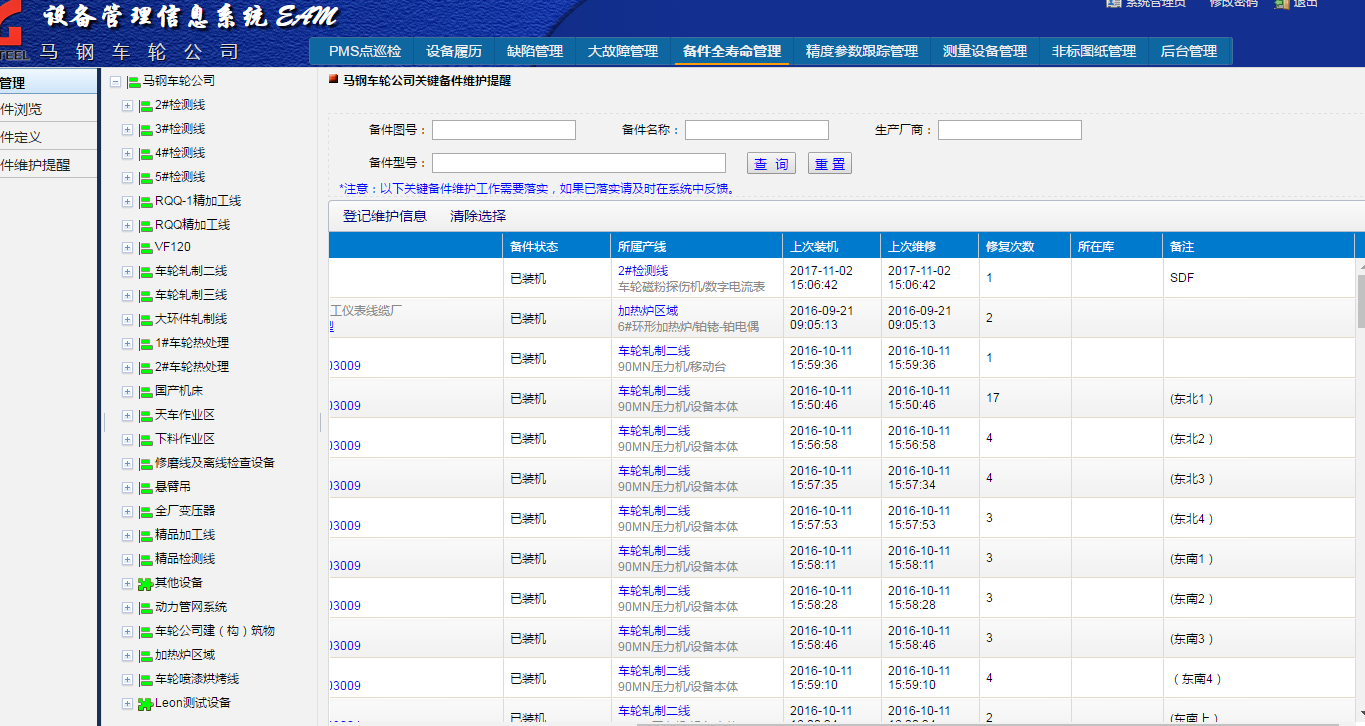 设备管理信息系统 EAM
马钢车轮公司
系统管理员 修改密码 退出
PMS点巡检 设备履历 缺陷管理 大故障管理 备件全寿命管理 精度参数跟踪管理 测量设备管理 非标图纸管理 后台管理
管理
件浏览
件定义
件维护提醒
马钢车轮公司
2#检测线
3#检测线
4#检测线
5#检测线
RQQ-1精加工线
RQQ精加工线
VF120
车轮轧制二线
车轮轧制三线
大环件轧制线
1#车轮热处理
2#车轮热处理
国产机床
天车作业区
下料作业区
修磨线及离线检查设备
悬臂吊
全厂变压器
精品加工线
精品检测线
其他设备
动力管网系统
车轮公司建（构）筑物
加热炉区域
车轮喷漆烘烤线
Leon测试设备
马钢车轮公司关键备件维护提醒
备件图号： 备件名称： 生产厂商：
备件型号： 查 询 重 置
*注意：以下关键备件维护工作需要落实，如果已落实请及时在系统中反馈。
登记维护信息 清除选择
备件状态 所属产线 上次装机 上次维修 修复次数 所在库 备注
已装机 2#检测线 2017-11-02 2017-11-02 1 SDF
车轮磁粉探伤机/数字电流表 15:06:42 15:06:42
工仪表线缆厂 已装机 加热炉区域 2016-09-21 2016-09-21 2
6#环形加热炉/铂铑-铂电偶 09:05:13 09:05:13
已装机 车轮轧制二线 2016-10-11 2016-10-11 1
03009 90MN压力机/移动台 15:59:36 15:59:36
已装机 车轮轧制二线 2016-10-11 2016-10-11 17 (东北1 )
03009 90MN压力机/设备本体 15:50:46 15:50:46
已装机 车轮轧制二线 2016-10-11 2016-10-11 4 (东北2 )
03009 90MN压力机/设备本体 15:56:58 15:56:58
已装机 车轮轧制二线 2016-10-11 2016-10-11 4 (东北3 )
03009 90MN压力机/设备本体 15:57:35 15:57:34
已装机 车轮轧制二线 2016-10-11 2016-10-11 3 (东北4 )
03009 90MN压力机/设备本体 15:57:53 15:57:53
已装机 车轮轧制二线 2016-10-11 2016-10-11 3 (东南1 )
03009 90MN压力机/设备本体 15:58:11 15:58:11
已装机 车轮轧制二线 2016-10-11 2016-10-11 3 (东南2 )
03009 90MN压力机/设备本体 15:58:28 15:58:28
已装机 车轮轧制二线 2016-10-11 2016-10-11 3 (东南3 )
03009 90MN压力机/设备本体 15:58:46 15:58:46
已装机 车轮轧制二线 2016-10-11 2016-10-11 4 （东南4 )
03009 90MN压力机/设备本体 15:59:10 15:59:10
已装机 车轮轧制二线 2016-10-11 2016-10-11 2 (东南上 )